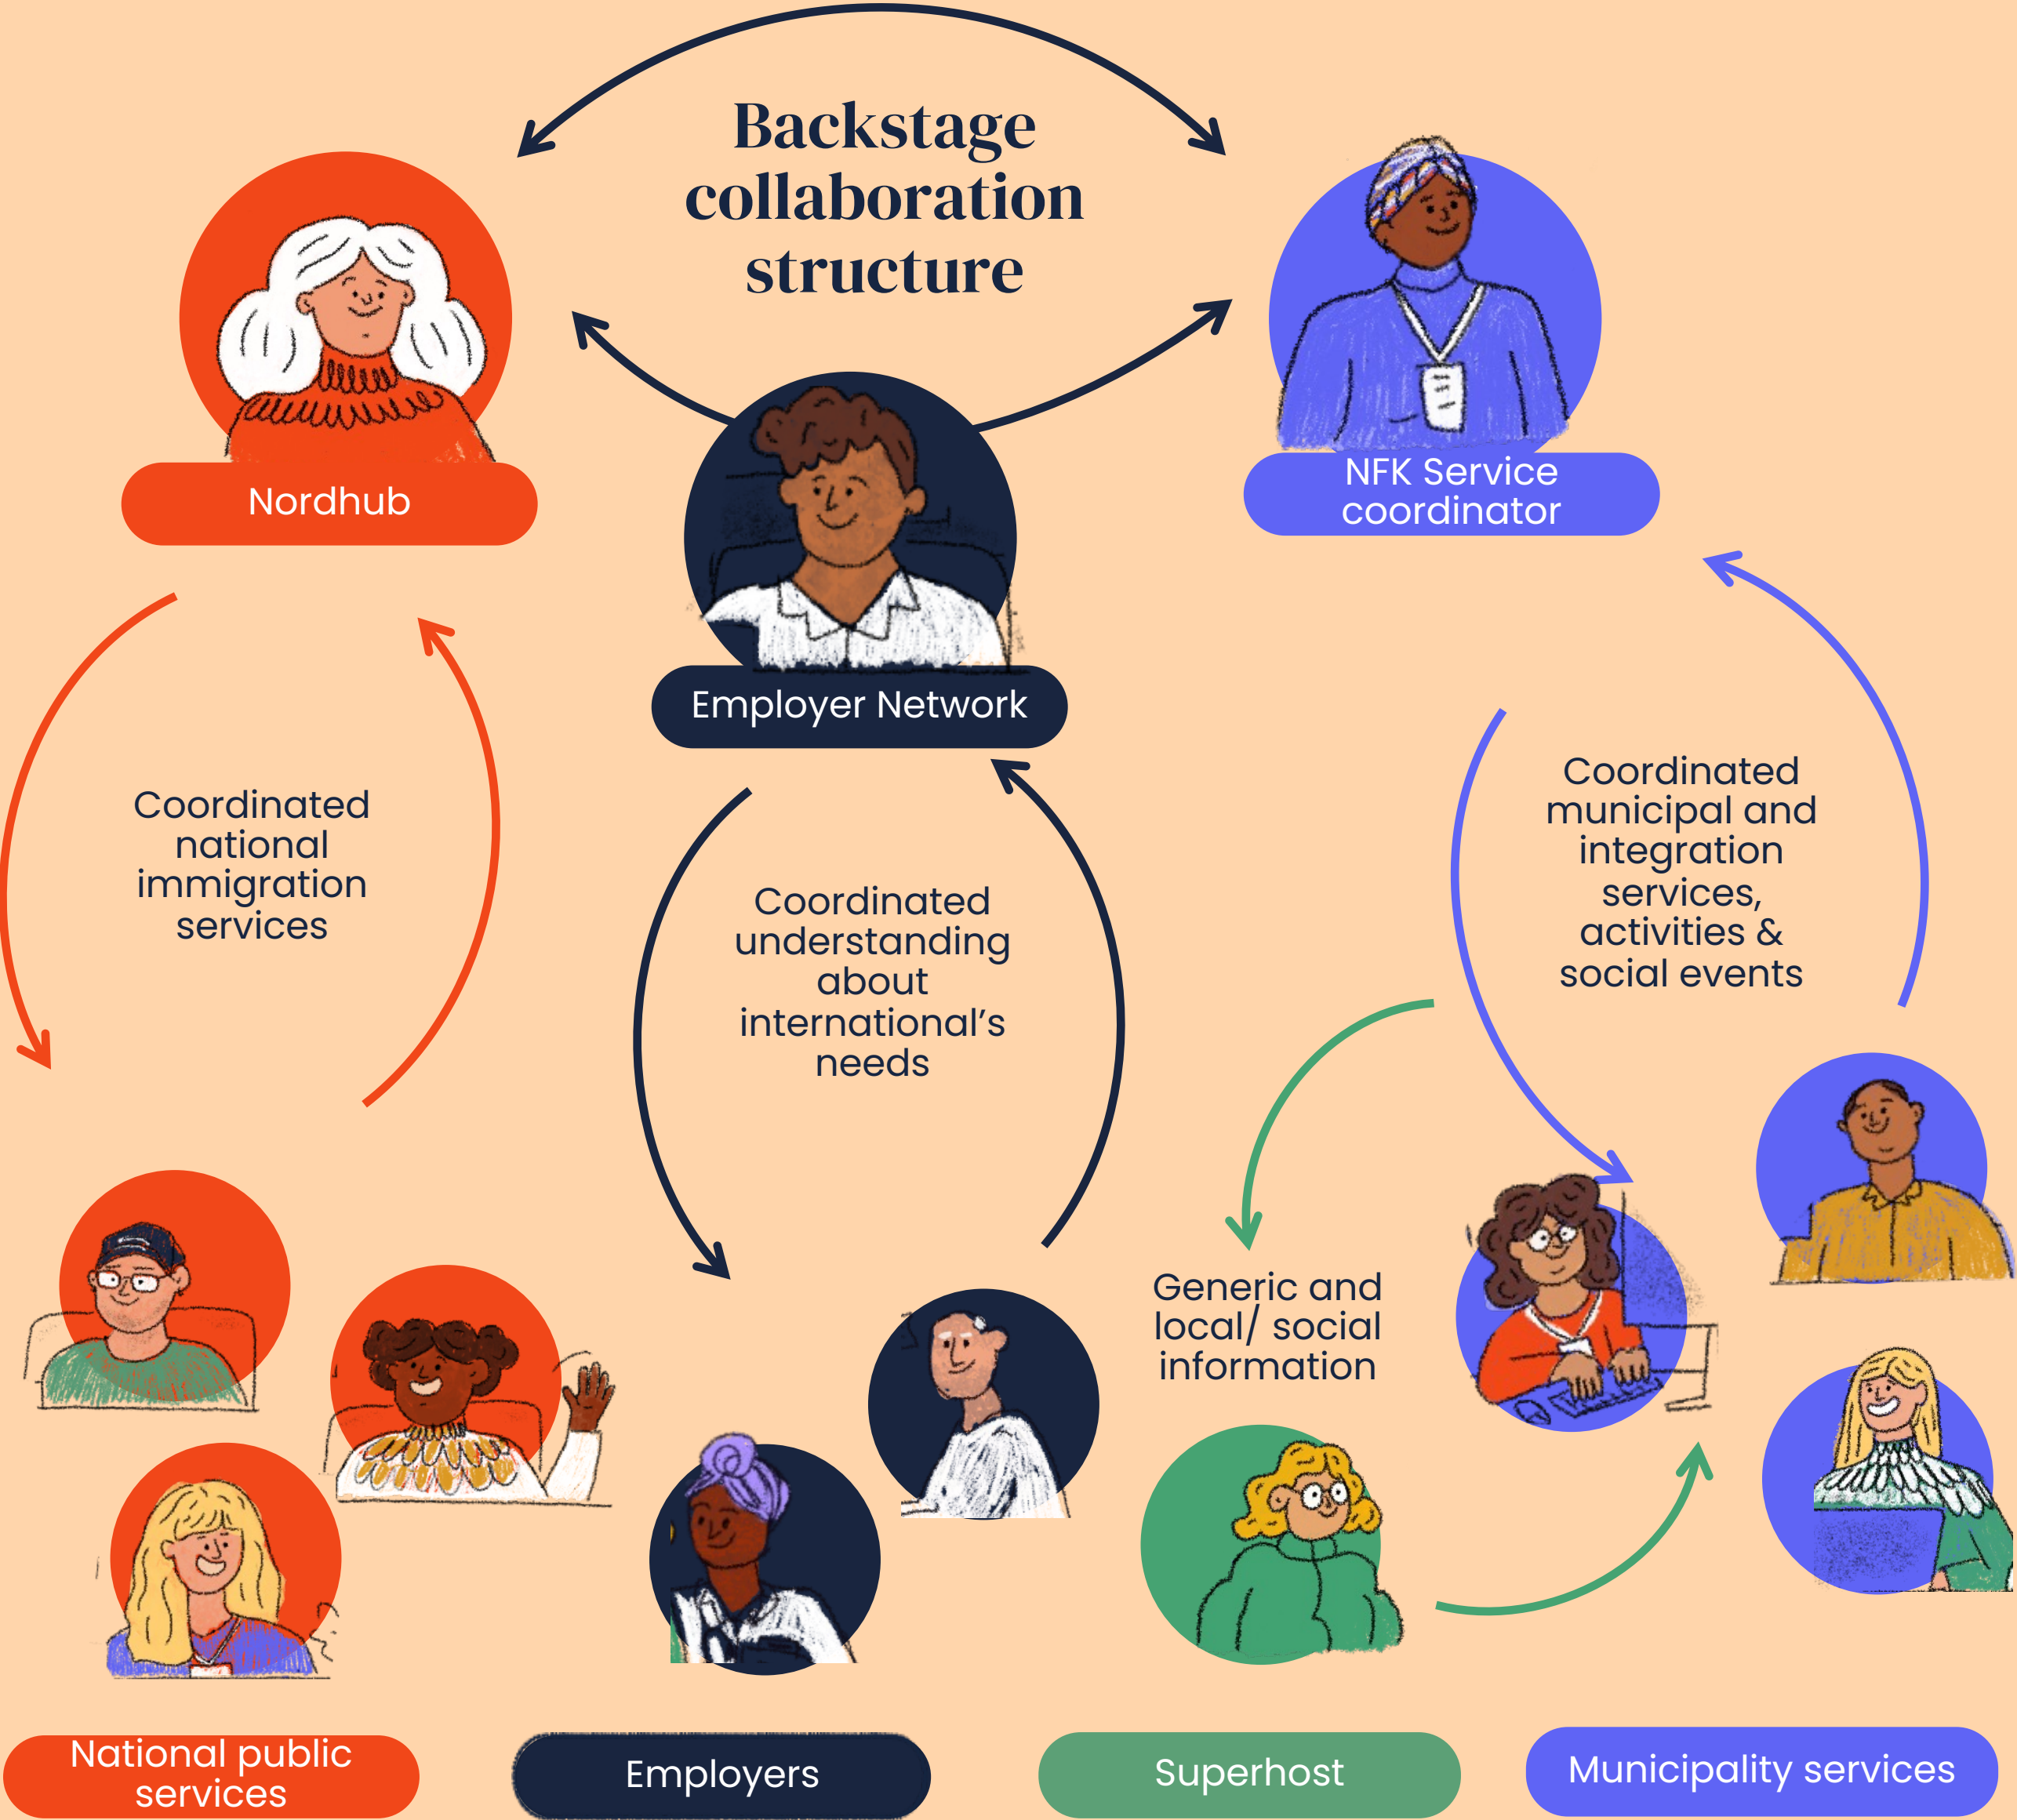 Backstage
collaboration
structure
Nordhub
NFK Service
coordinator
Employer Network
Coordinated
national
immigration
services
Coordinated
understanding
about
international’s
needs
Coordinated
municipal and
integration
services,
activities &
social events
Generic and
local/ social
information
National public
services
Employers
Superhost
Municipality services